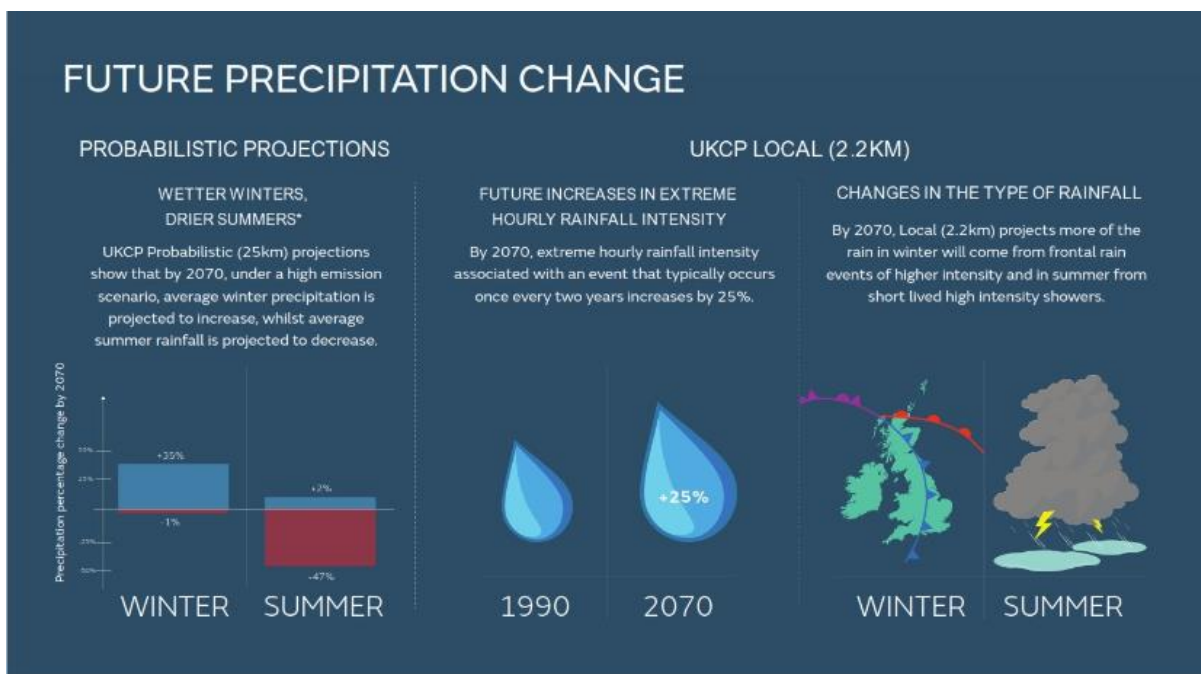 FUTURE PRECIPITATION CHANGE
PROBABILISTIC PROJECTIONS
WETTER WINTERS,
DRIER SUMMERS*
UKCP Probabilistic (25km) projections
show that by 2070, under a high emission
scenario, average winter precipitation is
projected to increase, whilst average
summer rainfall is projected to decrease.
Precipitation percentage change by 2070
50%
25%
25%
50%
+35%
-1%
+2%
-47%
WINTER
SUMMER
UKCP LOCAL (2.2KM)
FUTURE INCREASES IN EXTREME
HOURLY RAINFALL INTENSITY
By 2070, extreme hourly rainfall intensity
associated with an event that typically occurs
once every two years increases by 25%.
+25%
1990
2070
CHANGES IN THE TYPE OF RAINFALL
By 2070, Local (2.2km) projects more of the
rain in winter will come from frontal rain
events of higher intensity and in summer from
short lived high intensity showers.
WINTER
SUMMER